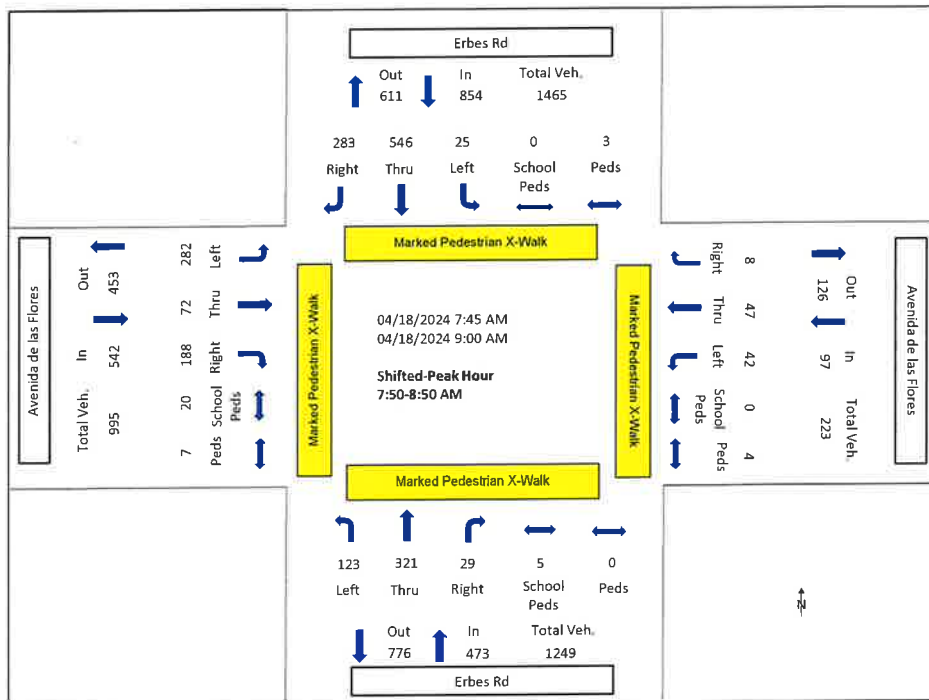 Erbes Rd
Out In Total Veh.
611 854 1465
283 546 25 0 3
Right Thru Left School Peds
Peds
Marked Pedestrian X-Walk
Avenida de las Flores
Out In Total Veh.
453 542 995
282 72 188 20 7
Left Thru Right School Peds Peds
Marked Pedestrian X-Walk
04/18/2024 7:45 AM
04/18/2024 9:00 AM
Shifted-Peak Hour
7:50-8:50 AM
Marked Pedestrian X-Walk
Right Thru Left School Peds
Peds
8 47 42 0 4
Out In Total Veh.
126 97 223
Avenida de las Flores
Marked Pedestrian X-Walk
123 321 29 5 0
Left Thru Right School Peds
Peds
N
Out In Total Veh.
776 473 1249
Erbes Rd